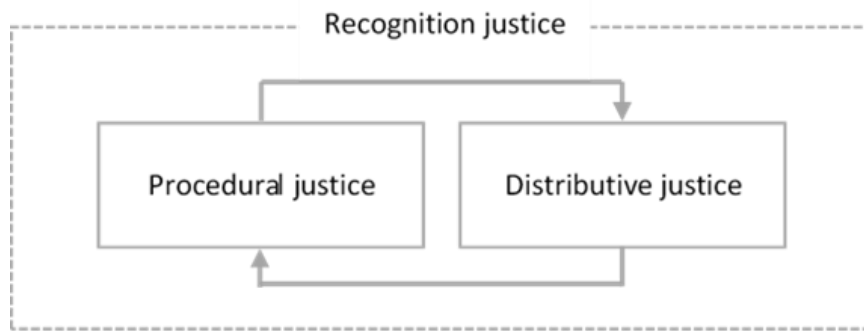 Recognition justice
Procedural justice
Distributive justice